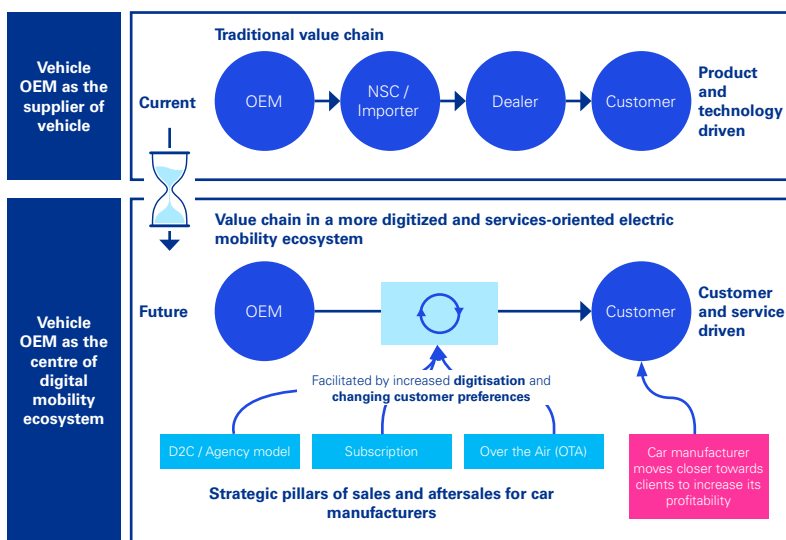 Vehicle
OEM as the
supplier of
vehicle
Traditional value chain
Current
OEM
NSC /
Importer
Dealer
Customer
Product
and
technology
driven
Vehicle
OEM as the
centre of
digital
mobility
ecosystem
Value chain in a more digitized and services-oriented electric
mobility ecosystem
Future
OEM
Customer
Customer
and service
driven
Facilitated by increased digitisation and
changing customer preferences
D2C / Agency model
Subscription
Over the Air (OTA)
Car manufacturer
moves closer towards
clients to increase its
profitability
Strategic pillars of sales and aftersales for car
manufacturers